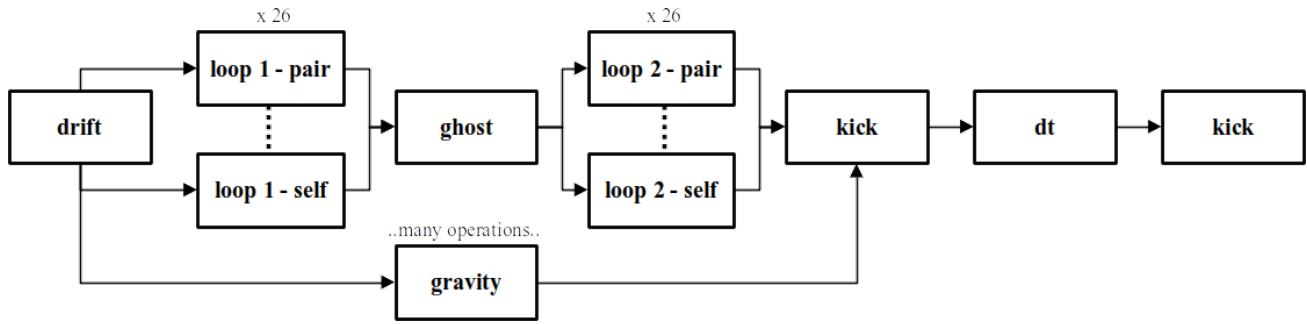 x 26
x 26
loop 1 - pair
loop 2 - pair
drift
ghost
kick
dt
kick
loop 1 - self
loop 2 - self
..many operations..
gravity